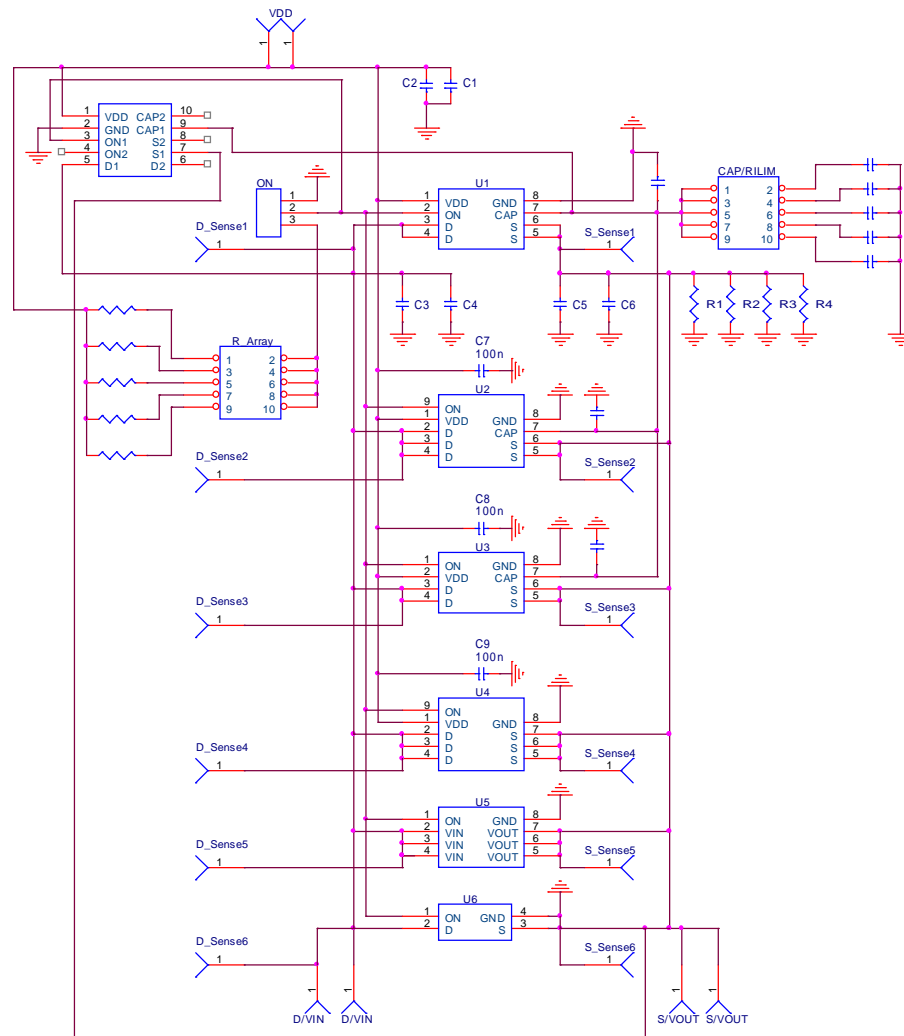 VDD
1 1
C2 C1
1 VDD CAP2 10
2 GND CAP1 9
3 ON1 S2 8
4 ON2 S1 7
5 D1 D2 6
ON
1
2
3
U1
1 VDD GND 8
2 ON CAP 7
3 D S 6
4 D S 5
CAP/RILIM
1 2
3 4
5 6
7 8
9 10
D_Sense1
1
S_Sense1
1
C3 C4 C5 C6
R1 R2 R3 R4
R_Array
1 2
3 4
5 6
7 8
9 10
C7
100n
U2
9 ON
1 VDD GND 8
2 D CAP 7
3 D S 6
4 D S 5
D_Sense2
1
S_Sense2
1
C8
100n
U3
1 ON GND 8
2 VDD CAP 7
3 D S 6
4 D S 5
D_Sense3
1
S_Sense3
1
C9
100n
U4
9 ON
1 VDD GND 8
2 D S 7
3 D S 6
4 D S 5
D_Sense4
1
S_Sense4
1
U5
1 ON GND 8
2 VIN VOUT 7
3 VIN VOUT 6
4 VIN VOUT 5
D_Sense5
1
S_Sense5
1
U6
1 ON GND 4
2 D S 3
D_Sense6
1
S_Sense6
1
1 1 1 1
D/VIN D/VIN S/VOUT S/VOUT